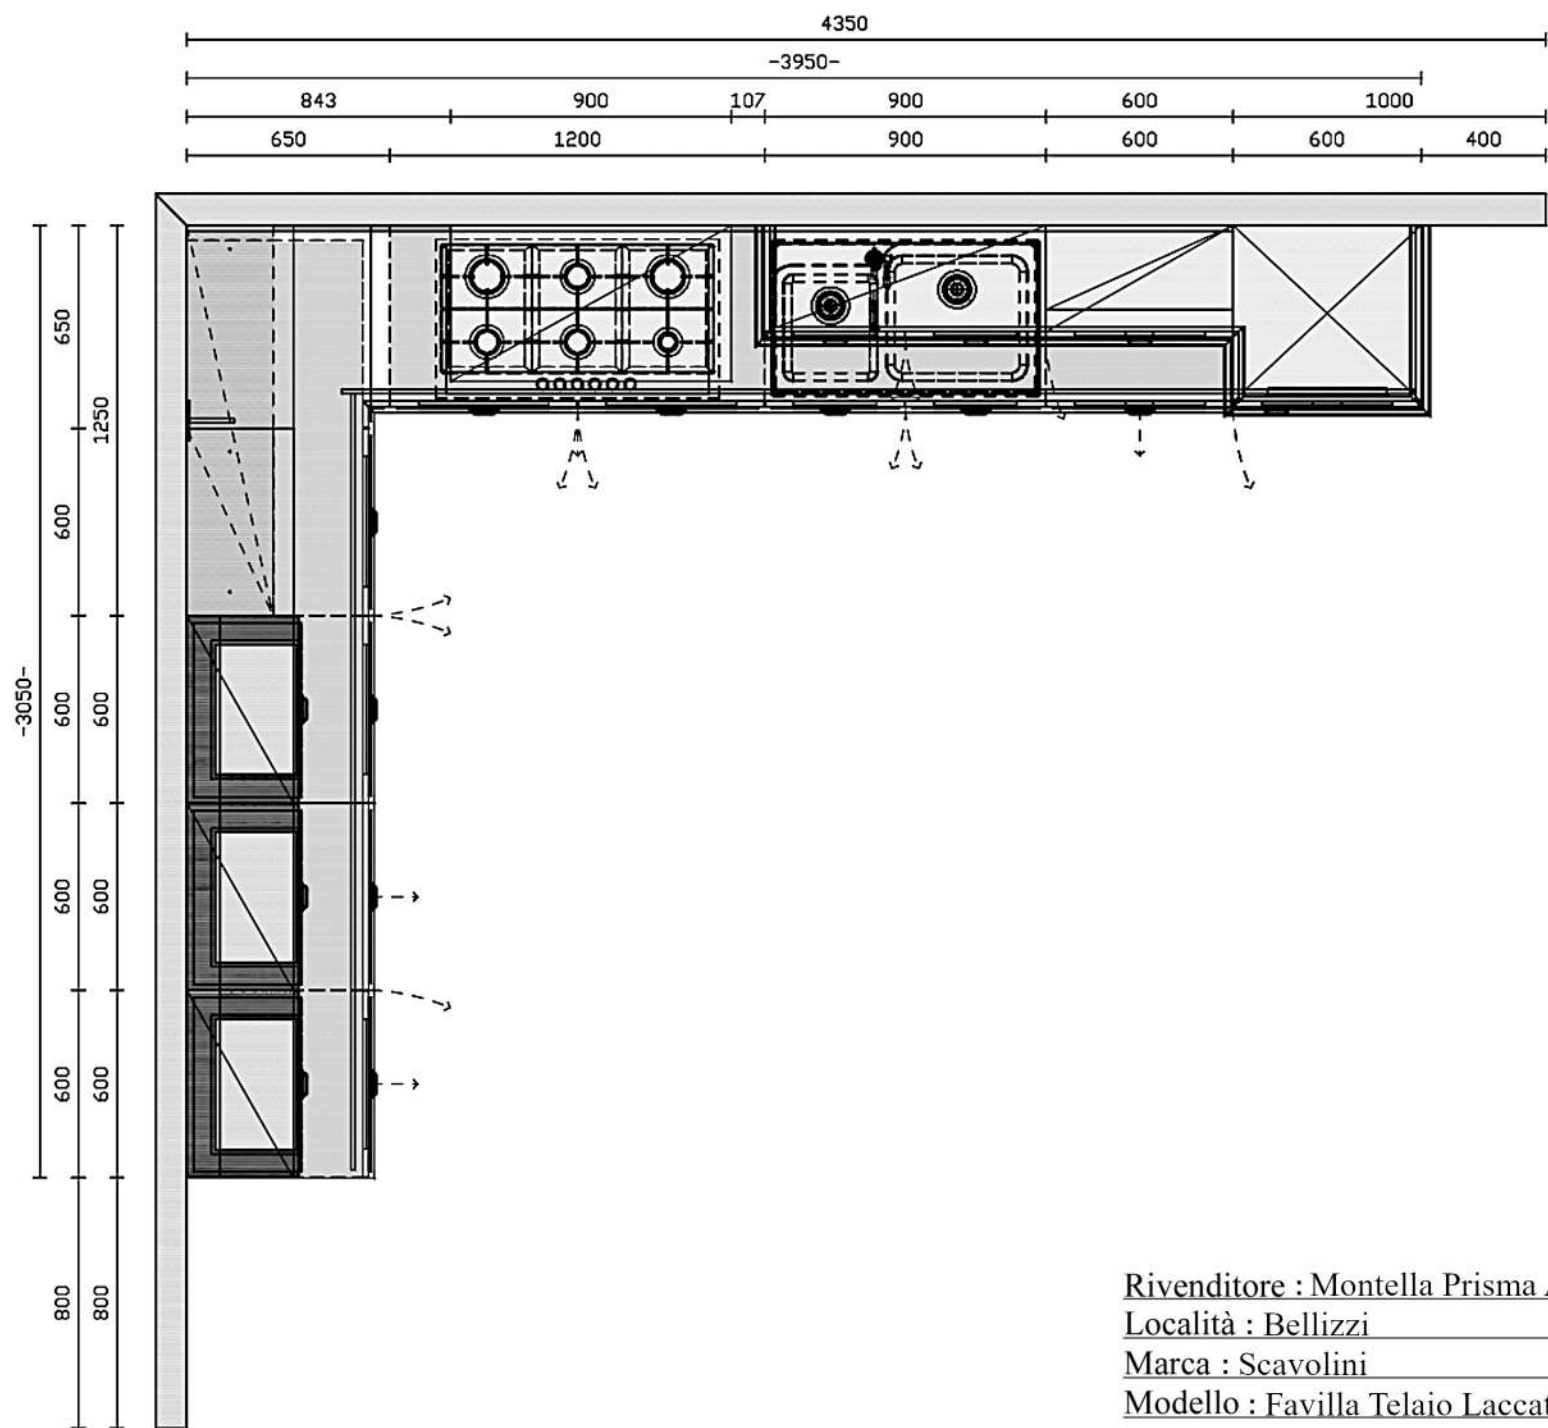 4350
-3950-
843 900 107 900 600 1000
650 1200 900 600 600 400
650
1250
600
-3050-
600 600
600 600
600 600
800 800
Rivenditore : Montella Prisma
Località : Bellizzi
Marca : Scavolini
Modello : Favilla Telaio Laccat